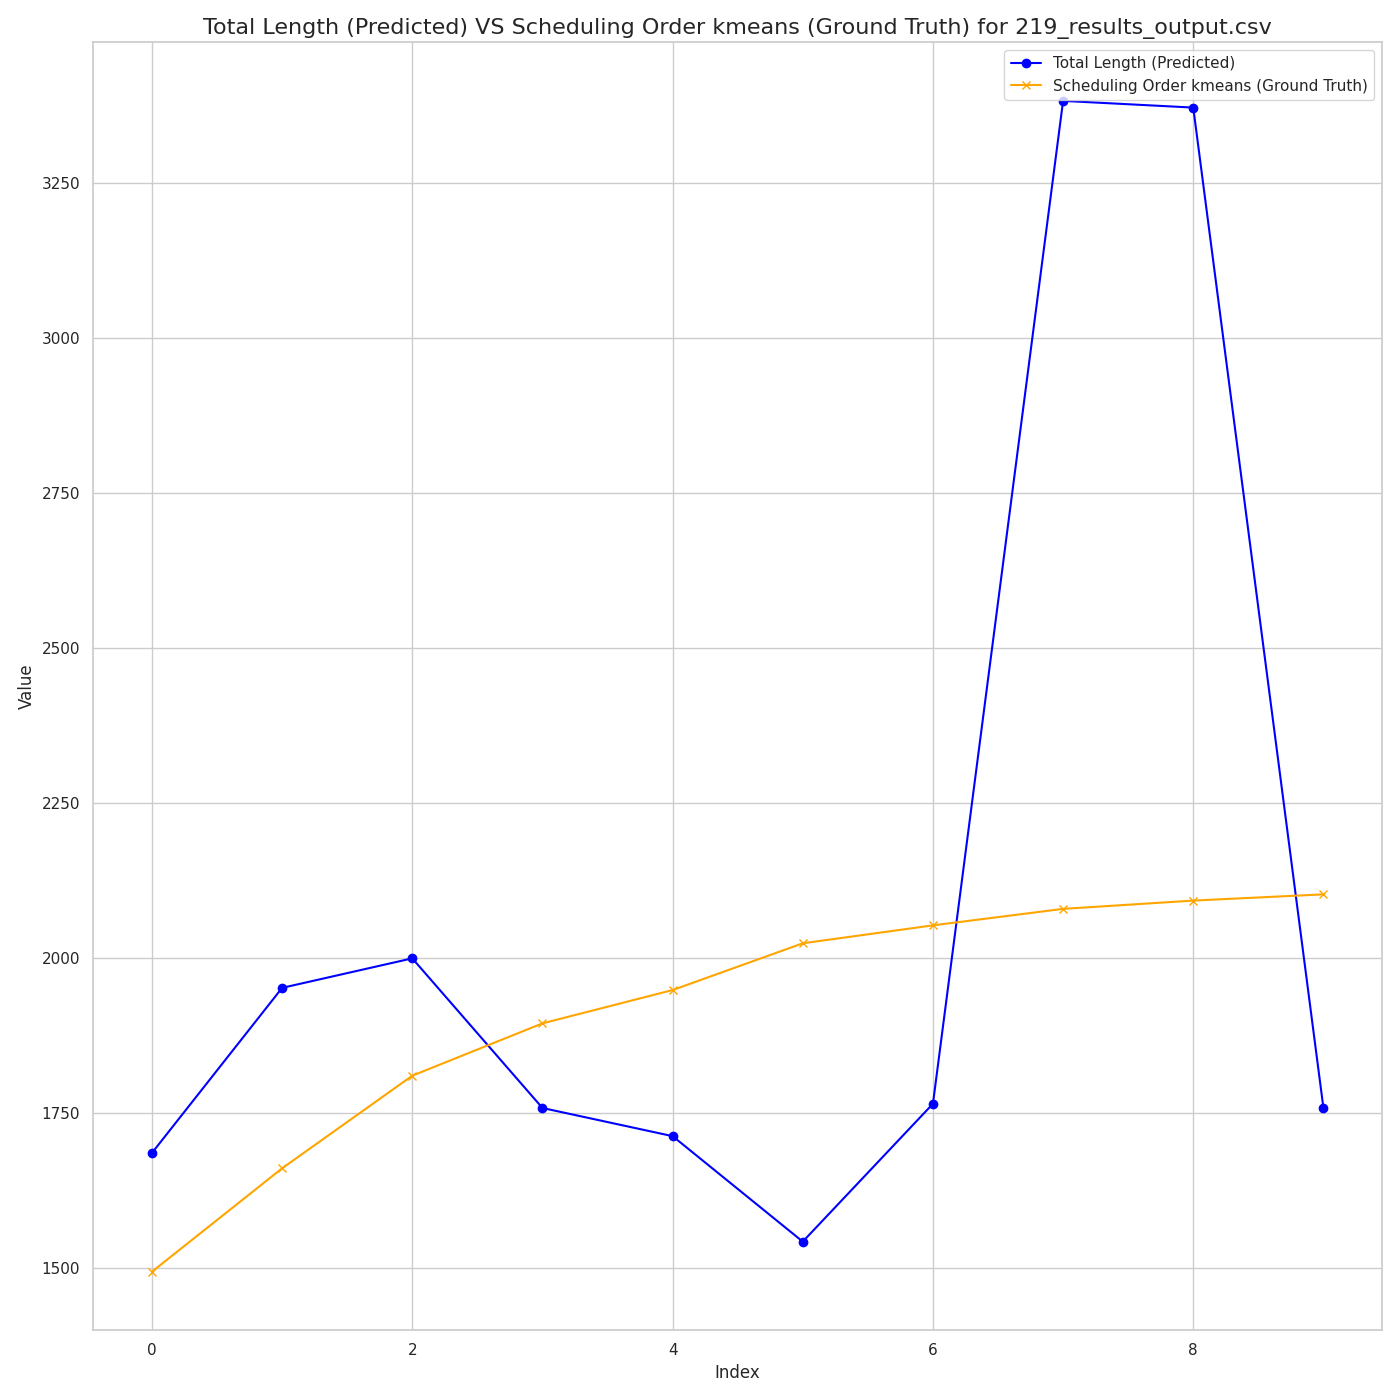 Total Length (Predicted) VS Scheduling Order kmeans (Ground Truth) for 219_results_output.csv
Total Length (Predicted)
Scheduling Order kmeans (Ground Truth)
3250
3000
2750
2500
2250
2000
1750
1500
Value
0 2 4 6 8
Index